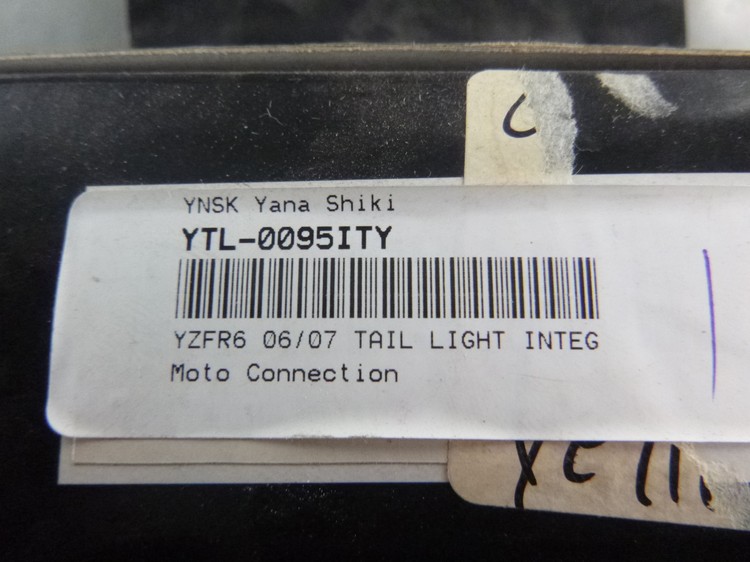 C
YNSK Yana Shiki
YTL-0095ITY
YZFR6 06/07 TAIL LIGHT INTEG
Moto Connection